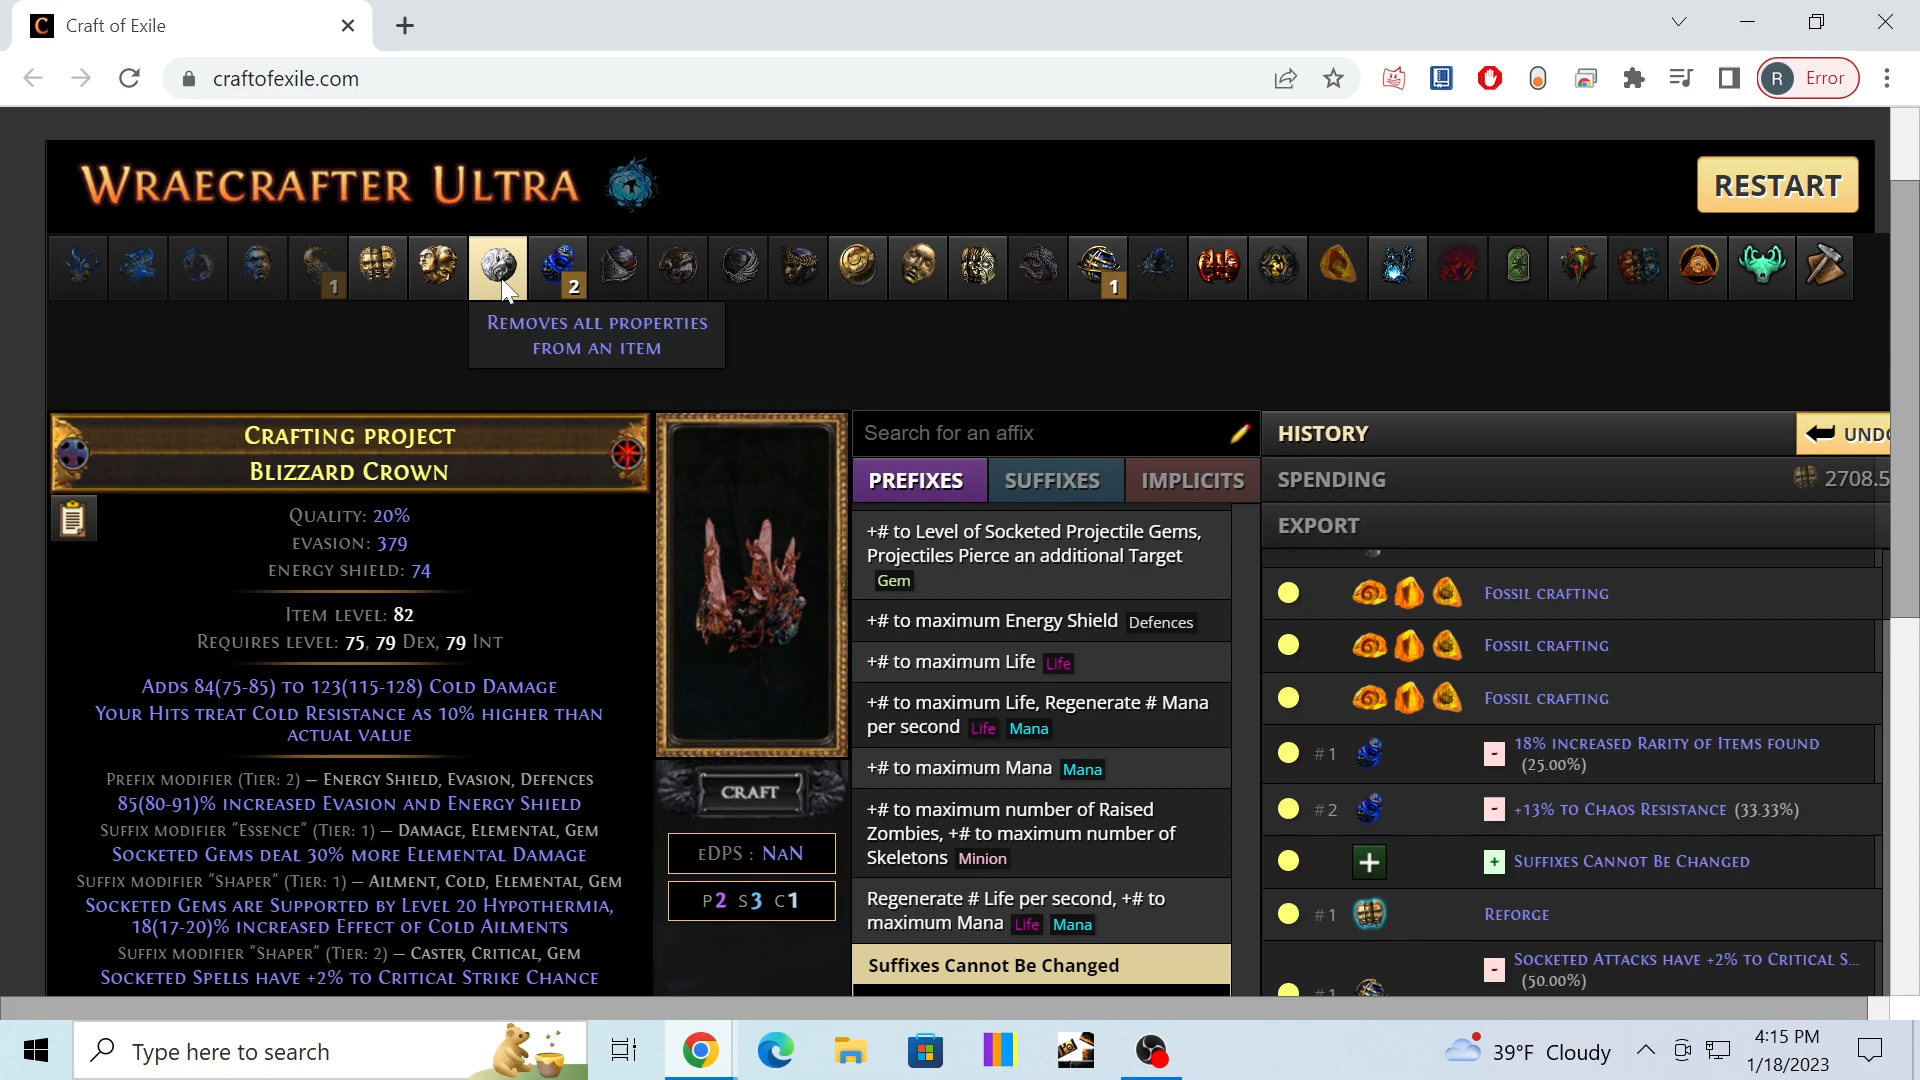 Craft of Exile
craftofexile.com
R Error
WRAECRAFTER ULTRA
RESTART
1
2
1
REMOVES ALL PROPERTIES
FROM AN ITEM
CRAFTING PROJECT
BLIZZARD CROWN
QUALITY: 20%
EVASION: 379
ENERGY SHIELD: 74
ITEM LEVEL: 82
REQUIRES LEVEL: 75, 79 DEX, 79 INT
ADDS 84(75-85) TO 123(115-128) COLD DAMAGE
YOUR HITS TREAT COLD RESISTANCE AS 10% HIGHER THAN
ACTUAL VALUE
PREFIX MODIFIER (TIER: 2) — ENERGY SHIELD, EVASION, DEFENCES
85(80-91)% INCREASED EVASION AND ENERGY SHIELD
SUFFIX MODIFIER "ESSENCE" (TIER: 1) — DAMAGE, ELEMENTAL, GEM
SOCKETED GEMS DEAL 30% MORE ELEMENTAL DAMAGE
SUFFIX MODIFIER "SHAPER" (TIER: 1) — AILMENT, COLD, ELEMENTAL, GEM
SOCKETED GEMS ARE SUPPORTED BY LEVEL 20 HYPOTHERMIA,
18(17-20)% INCREASED EFFECT OF COLD AILMENTS
SUFFIX MODIFIER "SHAPER" (TIER: 2) — CASTER, CRITICAL, GEM
SOCKETED SPELLS HAVE +2% TO CRITICAL STRIKE CHANCE
CRAFT
EDPS : NAN
P2 S3 C1
Search for an affix
PREFIXES SUFFIXES IMPLICITS
+# to Level of Socketed Projectile Gems,
Projectiles Pierce an additional Target
Gem
+# to maximum Energy Shield Defences
+# to maximum Life Life
+# to maximum Life, Regenerate # Mana
per second Life Mana
+# to maximum Mana Mana
+# to maximum number of Raised
Zombies, +# to maximum number of
Skeletons Minion
Regenerate # Life per second, +# to
maximum Mana Life Mana
Suffixes Cannot Be Changed
HISTORY
SPENDING 2708.5
EXPORT
FOSSIL CRAFTING
FOSSIL CRAFTING
FOSSIL CRAFTING
#1 - 18% INCREASED RARITY OF ITEMS FOUND
(25.00%)
#2 - +13% TO CHAOS RESISTANCE (33.33%)
+ + SUFFIXES CANNOT BE CHANGED
#1 REFORGE
#1 - SOCKETED ATTACKS HAVE +2% TO CRITICAL S...
(50.00%)
Type here to search
39°F Cloudy
4:15 PM
1/18/2023